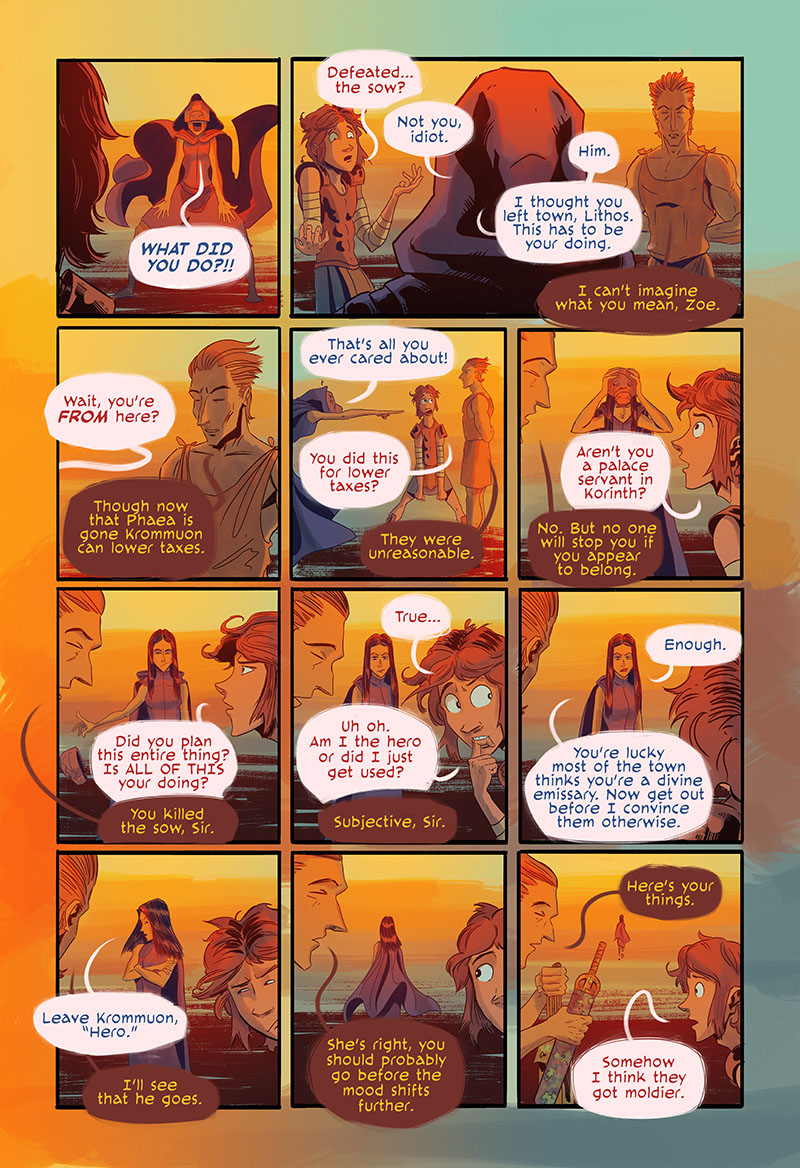 WHAT DID
YOU DO?!!
Defeated...
the sow?
Not you,
idiot.
Him.
I thought you
left town, Lithos.
This has to be
your doing.
I can't imagine
what you mean, Zoe.
Wait, you're
FROM here?
Though now
that Phaea is
gone Krommuon
can lower taxes.
That's all you
ever cared about!
You did this
for lower
taxes?
They were
unreasonable.
Aren't you
a palace
servant in
Korinth?
No. But no one
will stop you if
you appear
to belong.
Did you plan
this entire thing?
IS ALL OF THIS
your doing?
You killed
the sow, Sir.
True...
Uh oh.
Am I the hero
or did I just
get used?
Subjective, Sir.
Enough.
You're lucky
most of the town
thinks you're a divine
emissary. Now get out
before I convince
them otherwise.
Leave Krommuon,
"Hero."
I'll see
that he goes.
She's right, you
should probably
go before the
mood shifts
further.
Here's your
things.
Somehow
I think they
got moldier.